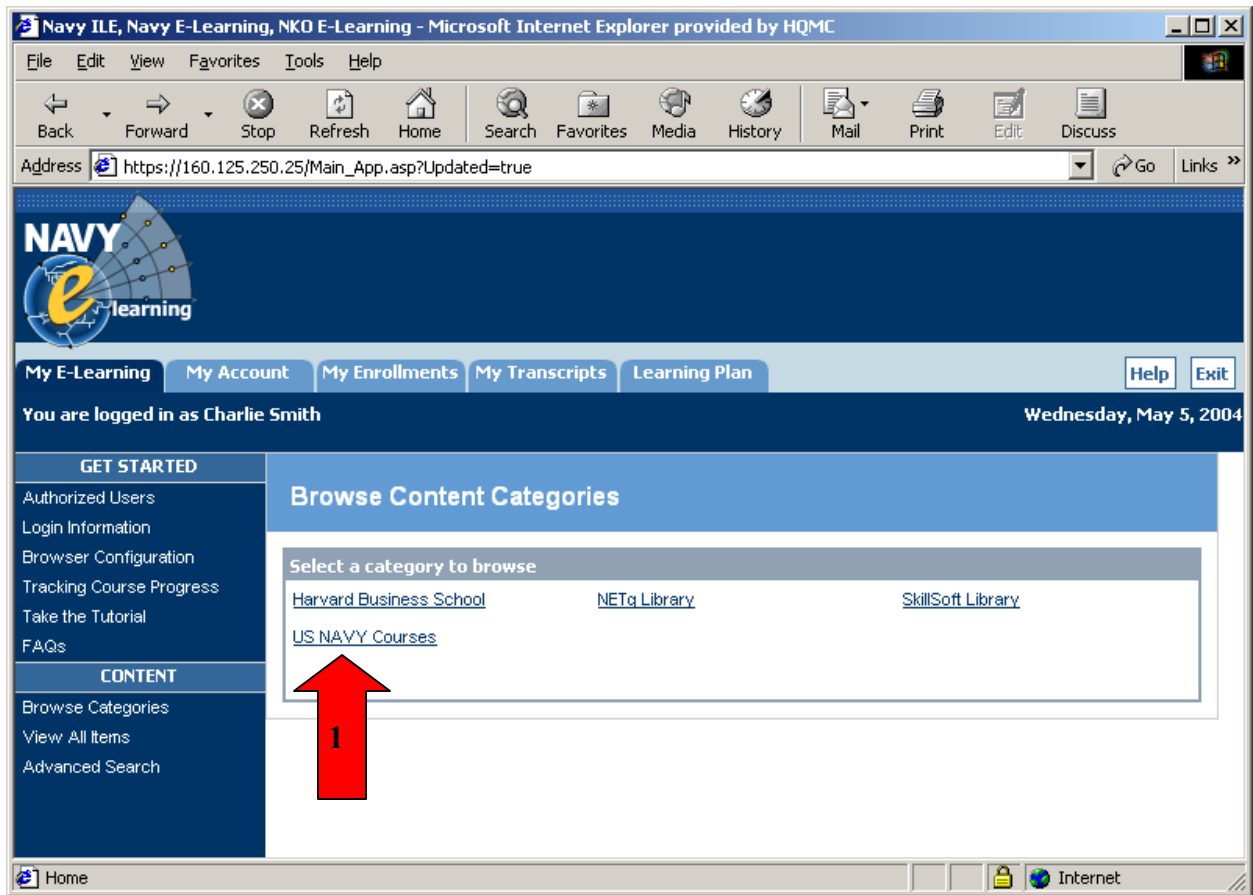 Navy ILE, Navy E-Learning, NKO E-Learning - Microsoft Internet Explorer provided by HQMC
File Edit View Favorites Tools Help
Back Forward Stop Refresh Home Search Favorites Media History Mail Print Edit Discuss
Address https://160.125.250.25/Main_App.asp?Updated=true Go Links »
NAVY
e
learning
My E-Learning My Account My Enrollments My Transcripts Learning Plan Help Exit
You are logged in as Charlie Smith Wednesday, May 5, 2004
GET STARTED
Authorized Users
Login Information
Browser Configuration
Tracking Course Progress
Take the Tutorial
FAQs
CONTENT
Browse Categories
View All Items
Advanced Search
Browse Content Categories
Select a category to browse
Harvard Business School NETg Library SkillSoft Library
US NAVY Courses
1
Home Internet